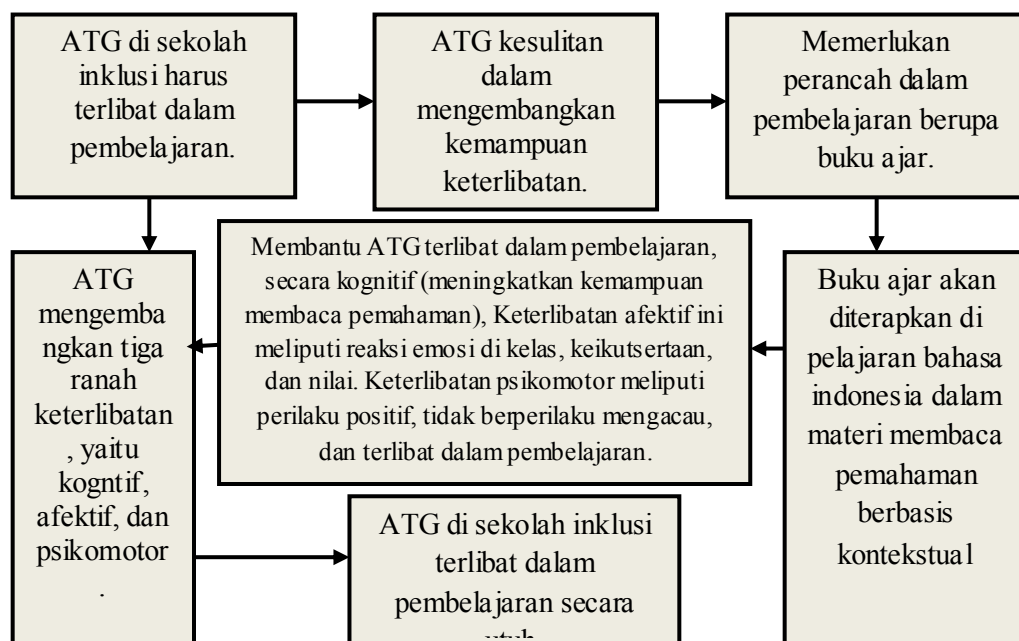 ATG di sekolah
inklusi harus
terlibat dalam
pembelajaran.
ATG kesulitan
dalam
mengembangkan
kemampuan
keterlibatan.
Memerlukan
perancah dalam
pembelajaran berupa
buku ajar.
Buku ajar akan
diterapkan di
pelajaran bahasa
indonesia dalam
materi membaca
pemahaman
berbasis
kontekstual
Membantu ATG terlibat dalam pembelajaran,
secara kognitif (meningkatkan kemampuan
membaca pemahaman), Keterlibatan afektif ini
meliputi reaksi emosi di kelas, keikutsertaan,
dan nilai. Keterlibatan psikomotor meliputi
perilaku positif, tidak berperilaku mengacau,
dan terlibat dalam pembelajaran.
ATG
mengemba
ngkan tiga
ranah
keterlibatan
, yaitu
kogntif,
afektif, dan
psikomotor
.
ATG di sekolah inklusi
terlibat dalam
pembelajaran secara